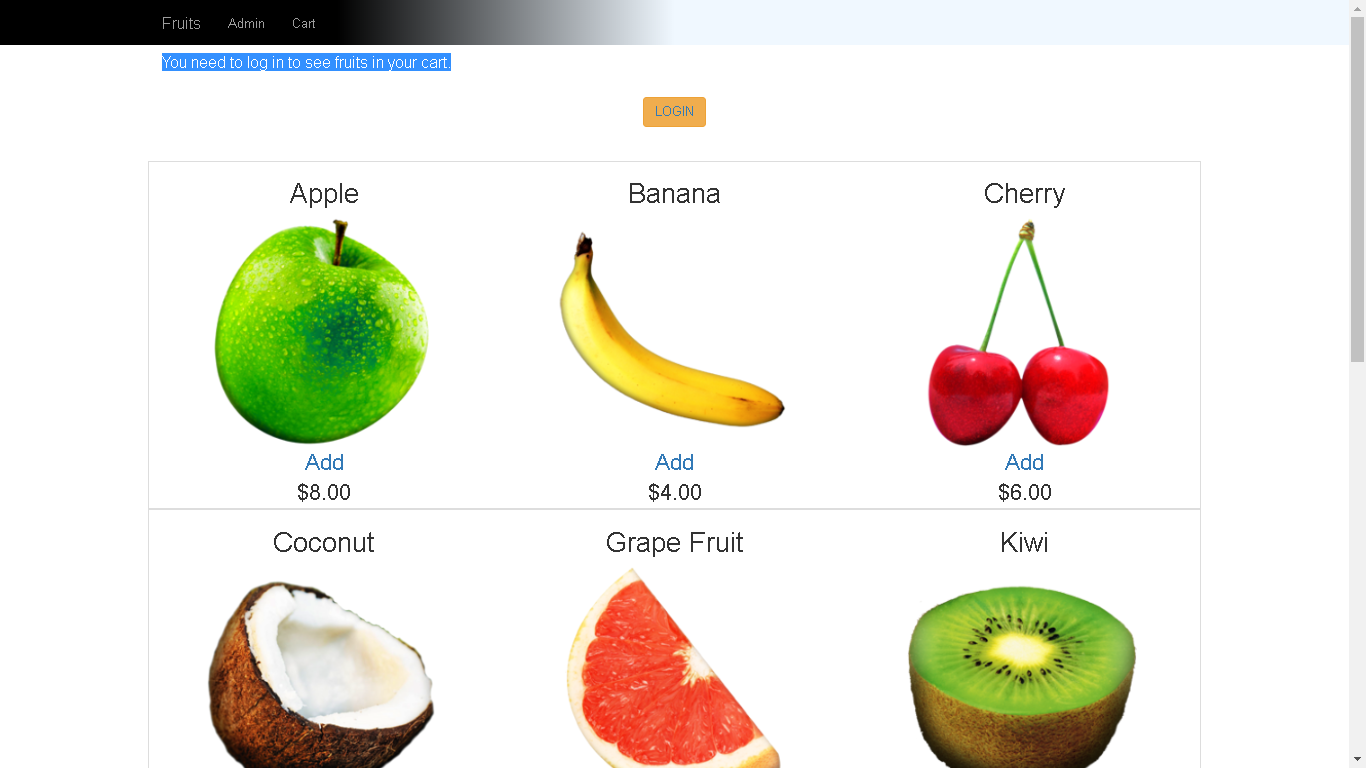 Fruits Admin Cart
You need to log in to see fruits in your cart.
LOGIN
Apple Banana Cherry
Add Add Add
$8.00 $4.00 $6.00
Coconut Grape Fruit Kiwi